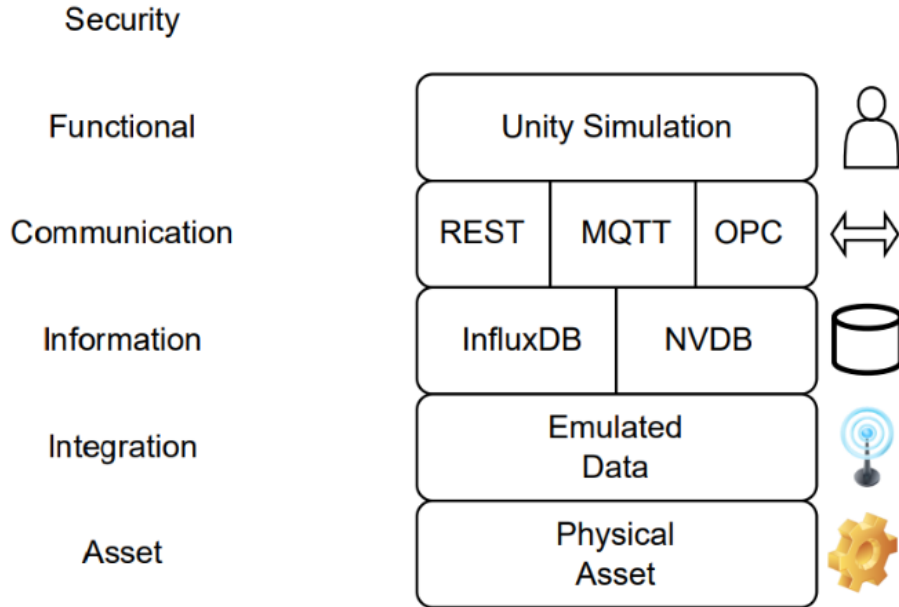 Security
Functional
Unity Simulation
Communication
REST
MQTT
OPC
Information
InfluxDB
NVDB
Integration
Emulated
Data
Asset
Physical
Asset